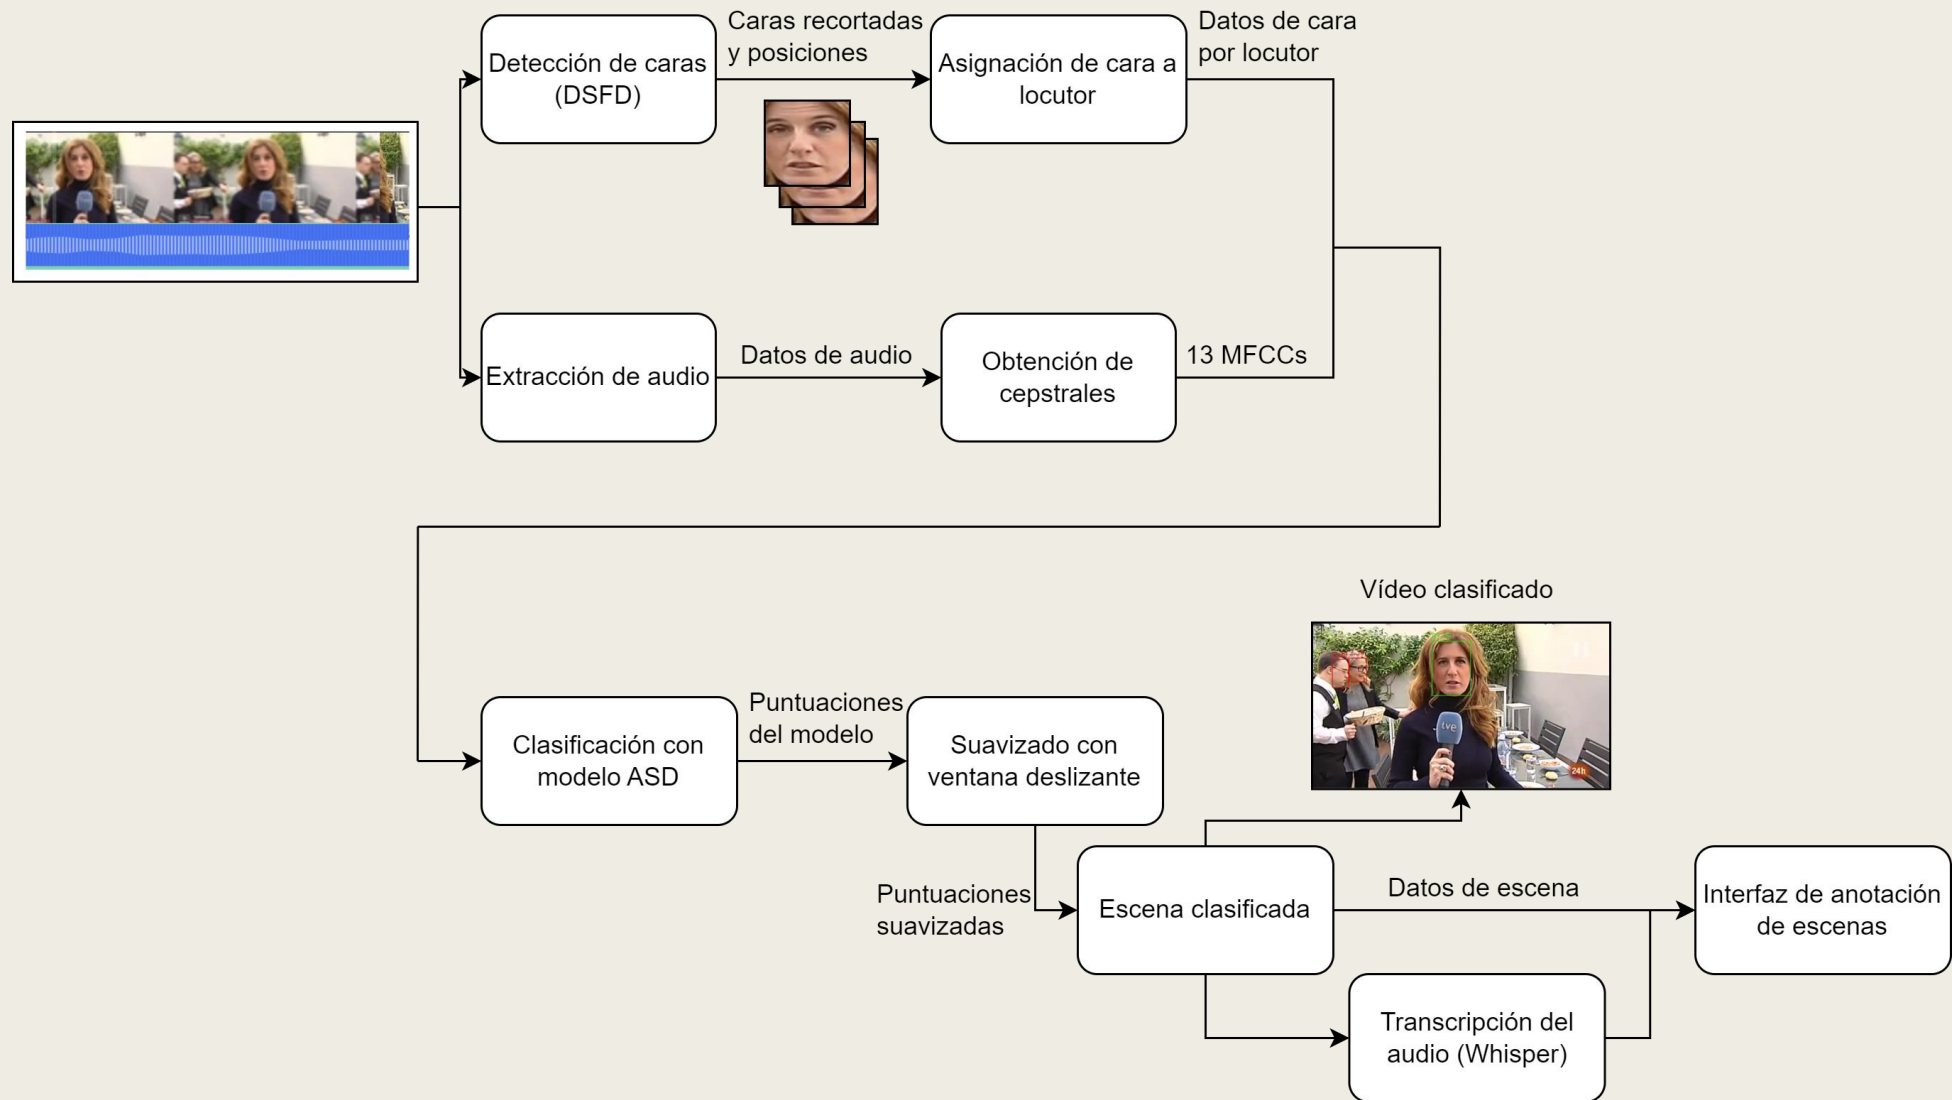 Detección de caras
(DSFD)
Caras recortadas
y posiciones
Asignación de cara a
locutor
Datos de cara
por locutor
Extracción de audio
Datos de audio
Obtención de
cepstrales
13 MFCCs
Clasificación con
modelo ASD
Puntuaciones
del modelo
Suavizado con
ventana deslizante
Puntuaciones
suavizadas
Vídeo clasificado
tve
24h
Escena clasificada
Datos de escena
Interfaz de anotación
de escenas
Transcripción del
audio (Whisper)